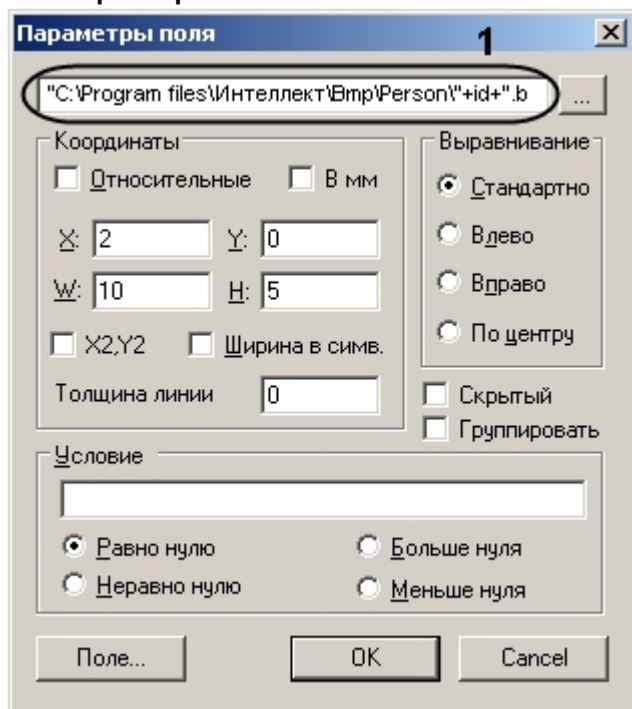 Параметры поля
1
"C:\Program files\Интеллект\Bmp\Person\"+id+".b
...
Координаты
Выравнивание
Относительные В мм
Стандартно
X: 2 Y: 0
Влево
W: 10 H: 5
Вправо
X2,Y2 Ширина в симв.
По центру
Толщина линии 0
Скрытый
Группировать
Условие
Равно нулю Больше нуля
Неравно нулю Меньше нуля
Поле... OK Cancel